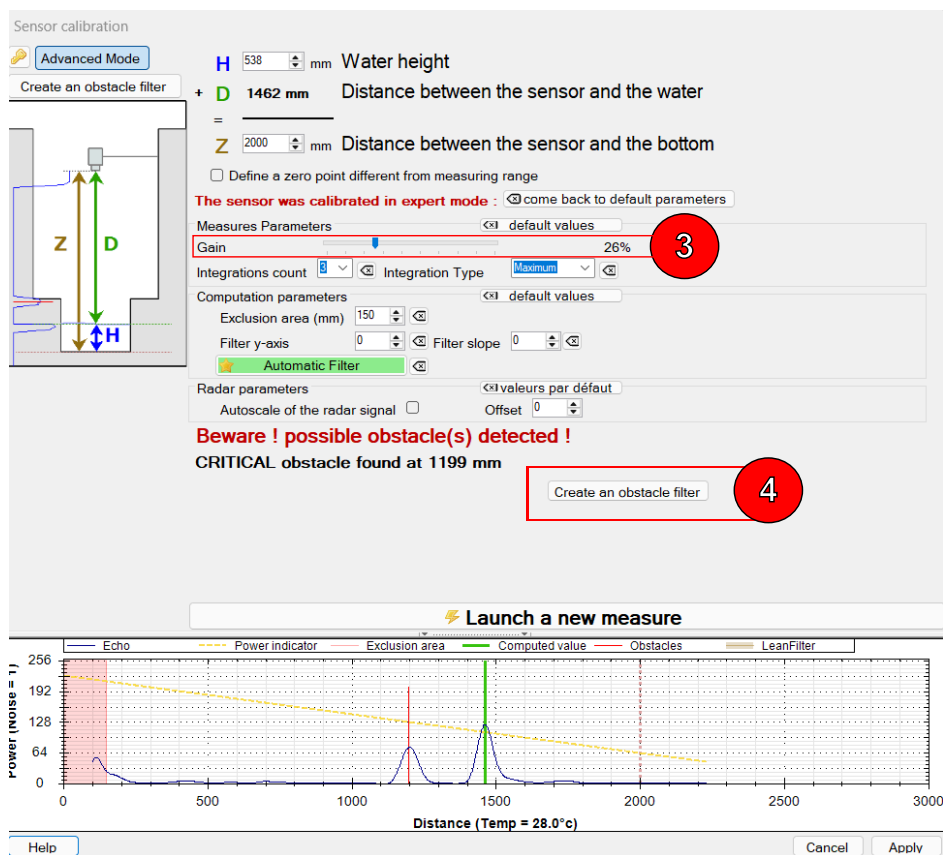 Sensor calibration
Advanced Mode
Create an obstacle filter
H 538 mm Water height
+ D 1462 mm Distance between the sensor and the water
=
Z 2000 mm Distance between the sensor and the bottom
Define a zero point different from measuring range
The sensor was calibrated in expert mode : come back to default parameters
Measures Parameters default values
Gain 26% 3
Integrations count 3 Integration Type Maximum
Computation parameters default values
Exclusion area (mm) 150
Filter y-axis 0 Filter slope 0
Automatic Filter
Radar parameters valeurs par défaut
Autoscale of the radar signal Offset 0
Z D
H
Beware ! possible obstacle(s) detected !
CRITICAL obstacle found at 1199 mm
Create an obstacle filter 4
Launch a new measure
Echo Power indicator Exclusion area Computed value Obstacles LeanFilter
Power (Noise = 1)
256
192
128
64
0
0 500 1000 1500 2000 2500 3000
Distance (Temp = 28.0°c)
Help Cancel Apply